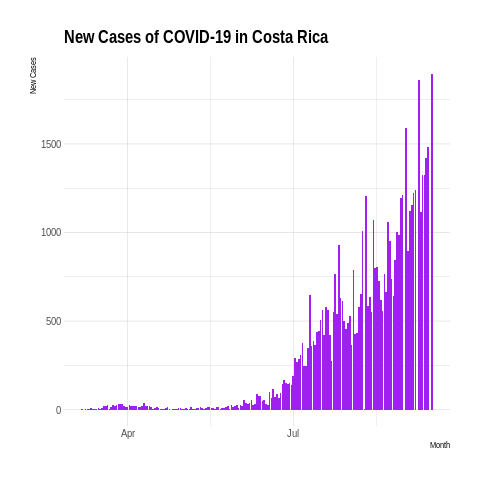 New Cases of COVID-19 in Costa Rica
New Cases
1500
1000
500
0
Apr
Jul
Month